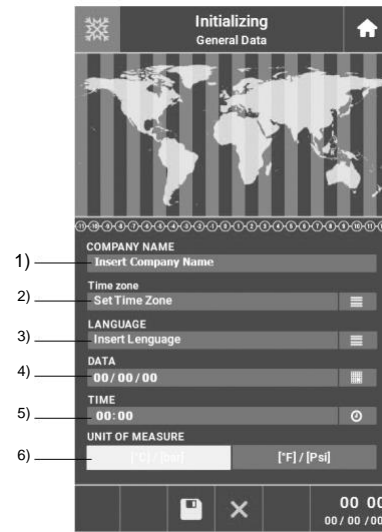 Initializing
General Data
COMPANY NAME
1) Insert Company Name
Time zone
2) Set Time Zone
LANGUAGE
3) Insert Lenguage
DATA
4) 00/00/00
TIME
5) 00:00
UNIT OF MEASURE
6) [°C] / [bar] [°F] / [Psi]
00 00
00/00/00